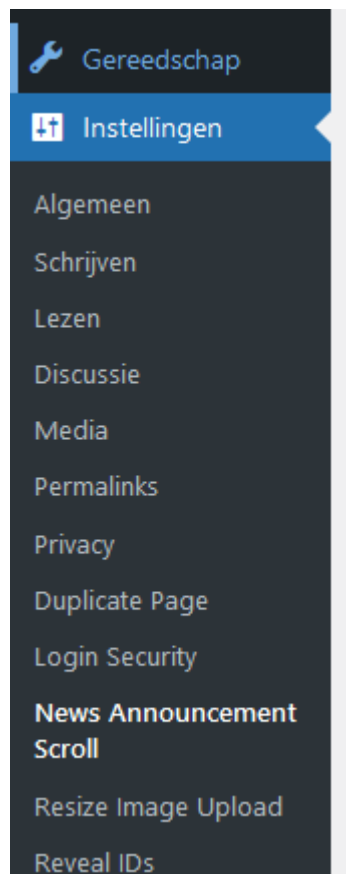 Gereedschap
Instellingen
Algemeen
Schrijven
Lezen
Discussie
Media
Permalinks
Privacy
Duplicate Page
Login Security
News Announcement
Scroll
Resize Image Upload
Reveal IDs